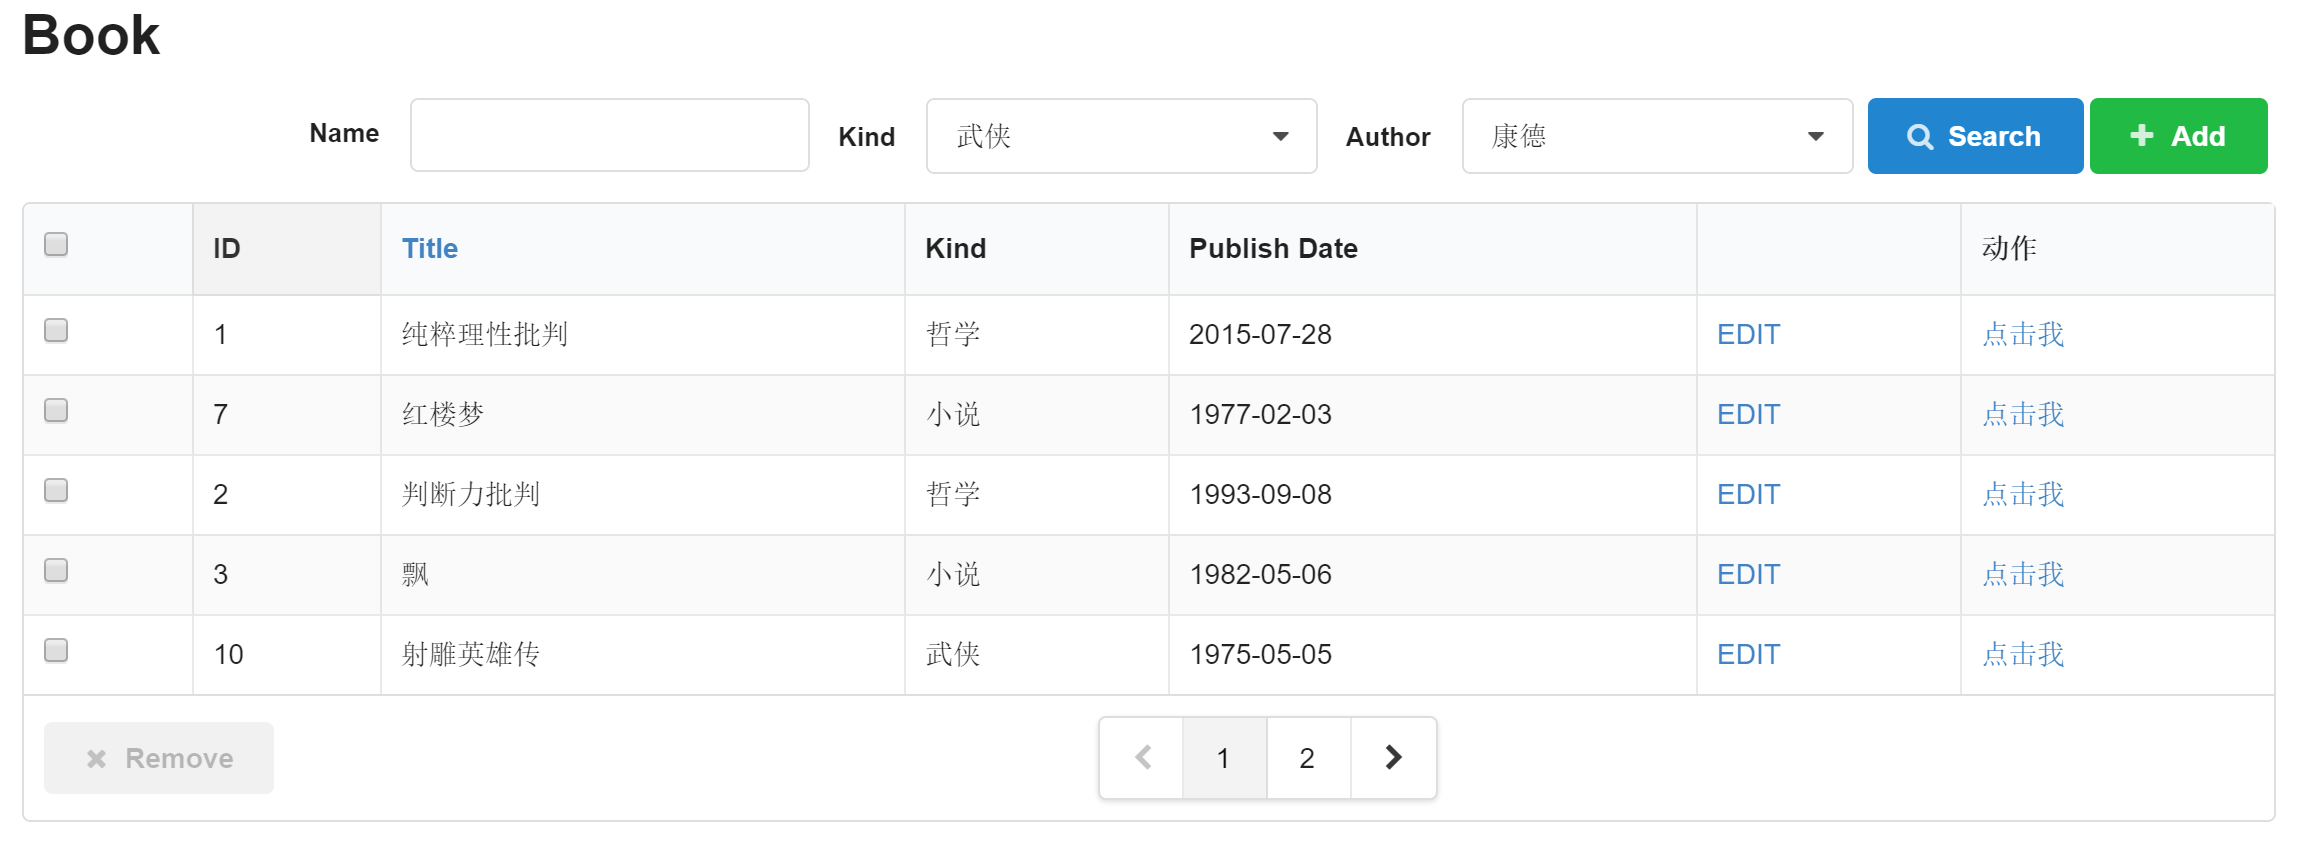 Book
Name Kind 武侠 Author 康德 Search Add
ID Title Kind Publish Date 动作
1 纯粹理性批判 哲学 2015-07-28 EDIT 点击我
7 红楼梦 小说 1977-02-03 EDIT 点击我
2 判断力批判 哲学 1993-09-08 EDIT 点击我
3 飘 小说 1982-05-06 EDIT 点击我
10 射雕英雄传 武侠 1975-05-05 EDIT 点击我
Remove 1 2